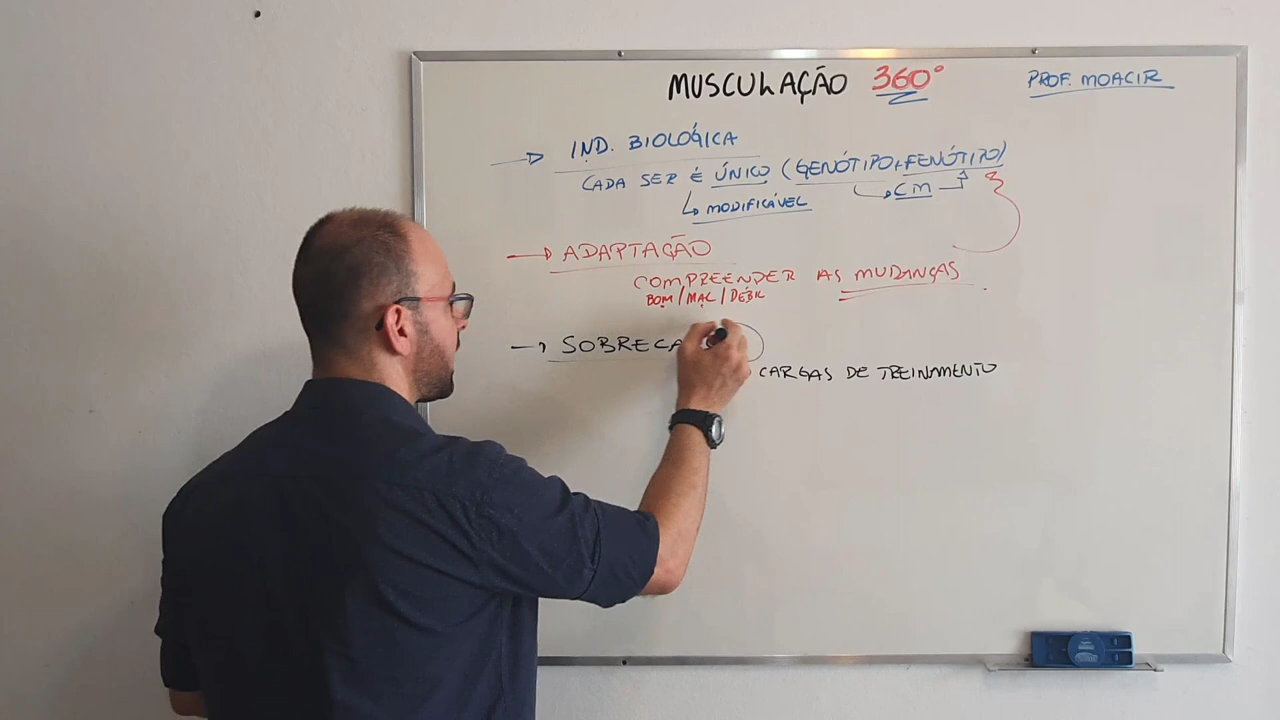 MUSCULAÇÃO 360°
PROF. MOACIR
IND. BIOLÓGICA
CADA SER É ÚNICO (GENÓTIPO+FENÓTIPO)
CM
MODIFICÁVEL
ADAPTAÇÃO
COMPREENDER AS MUDANÇAS
BOM/MAL/DÉBIL
SOBRECA
CARGAS DE TREINAMENTO